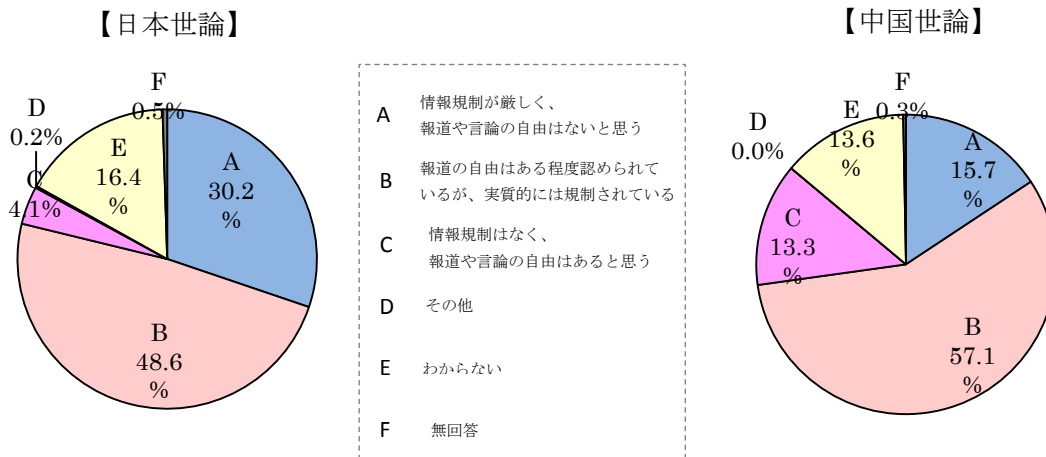 【日本世論】
F
0.5%
D
0.2%
E
16.4
%
C
4.1%
A
30.2
%
B
48.6
%
A
情報規制が厳しく、
報道や言論の自由はないと思う
B
報道の自由はある程度認められて
いるが、実質的には規制されている
C
情報規制はなく、
報道や言論の自由はあると思う
D
その他
E
わからない
F
無回答
【中国世論】
F
0.3%
D
0.0%
E
13.6
%
A
15.7
%
C
13.3
%
B
57.1
%